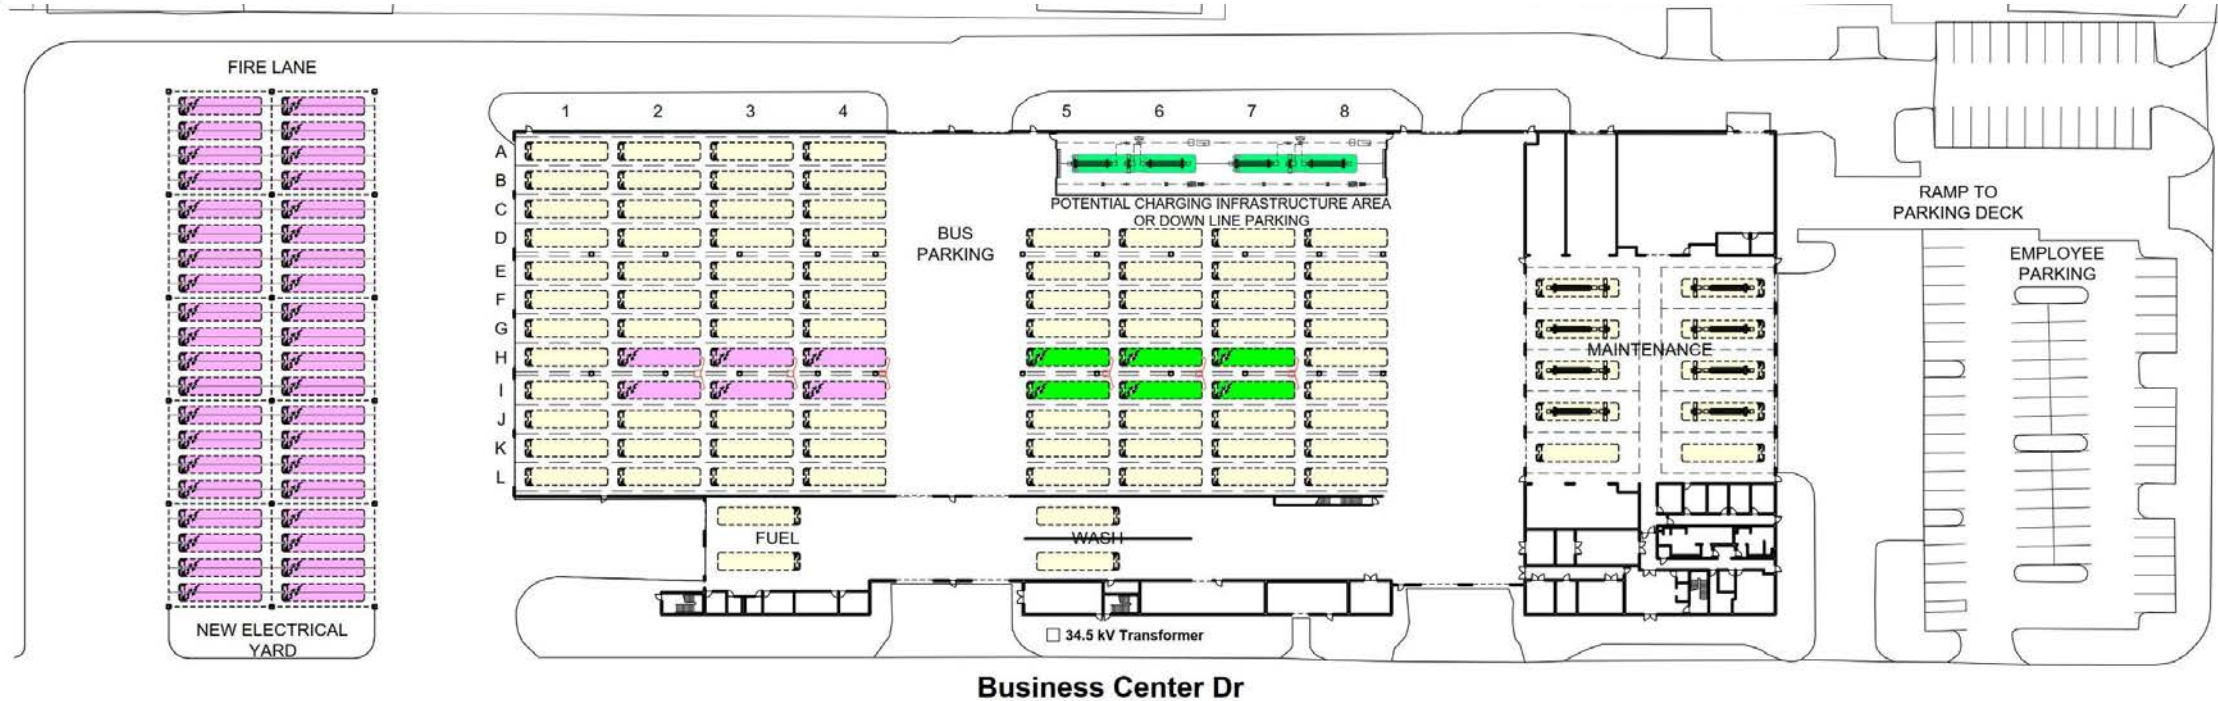 FIRE LANE
1 2 3 4 5 6 7 8
A
B
C
D
E
F
G
H
I
J
K
L
POTENTIAL CHARGING INFRASTRUCTURE AREA
OR DOWN LINE PARKING
BUS
PARKING
RAMP TO
PARKING DECK
EMPLOYEE
PARKING
MAINTENANCE
FUEL
WASH
NEW ELECTRICAL
YARD
34.5 kV Transformer
Business Center Dr